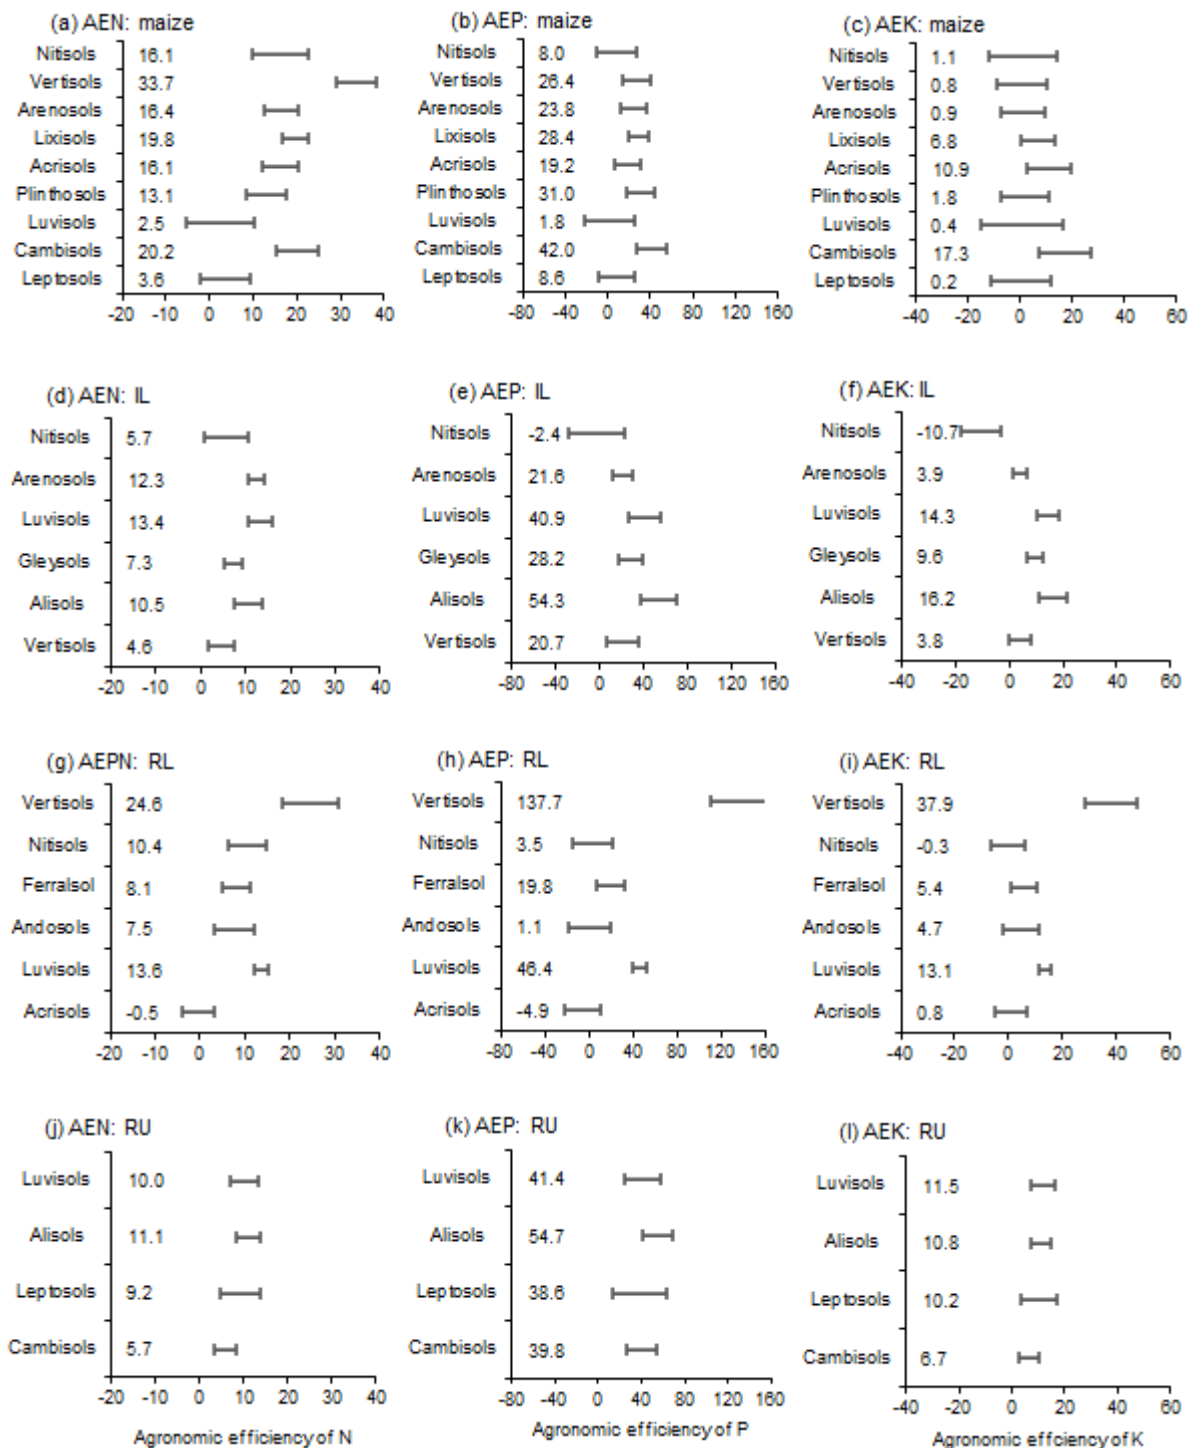 (a) AEN: maize
Nitisols 16.1
Vertisols 33.7
Arenosols 16.4
Lixisols 19.8
Acrisols 16.1
Plinthosols 13.1
Luvisols 2.5
Cambisols 20.2
Leptosols 3.6
-20 -10 0 10 20 30 40
(b) AEP: maize
Nitisols 8.0
Vertisols 26.4
Arenosols 23.8
Lixisols 28.4
Acrisols 19.2
Plinthosols 31.0
Luvisols 1.8
Cambisols 42.0
Leptosols 8.6
-80 -40 0 40 80 120 160
(c) AEK: maize
Nitisols 1.1
Vertisols 0.8
Arenosols 0.9
Lixisols 6.8
Acrisols 10.9
Plinthosols 1.8
Luvisols 0.4
Cambisols 17.3
Leptosols 0.2
-40 -20 0 20 40 60
(d) AEN: IL
Nitisols 5.7
Arenosols 12.3
Luvisols 13.4
Gleysols 7.3
Alisols 10.5
Vertisols 4.6
-20 -10 0 10 20 30 40
(e) AEP: IL
Nitisols -2.4
Arenosols 21.6
Luvisols 40.9
Gleysols 28.2
Alisols 54.3
Vertisols 20.7
-80 -40 0 40 80 120 160
(f) AEK: IL
Nitisols -10.7
Arenosols 3.9
Luvisols 14.3
Gleysols 9.6
Alisols 16.2
Vertisols 3.8
-40 -20 0 20 40 60
(g) AEPN: RL
Vertisols 24.6
Nitisols 10.4
Ferralsol 8.1
Andosols 7.5
Luvisols 13.6
Acrisols -0.5
-20 -10 0 10 20 30 40
(h) AEP: RL
Vertisols 137.7
Nitisols 3.5
Ferralsol 19.8
Andosols 1.1
Luvisols 46.4
Acrisols -4.9
-80 -40 0 40 80 120 160
(i) AEK: RL
Vertisols 37.9
Nitisols -0.3
Ferralsol 5.4
Andosols 4.7
Luvisols 13.1
Acrisols 0.8
-40 -20 0 20 40 60
(j) AEN: RU
Luvisols 10.0
Alisols 11.1
Leptosols 9.2
Cambisols 5.7
-20 -10 0 10 20 30 40
Agronomic efficiency of N
(k) AEP: RU
Luvisols 41.4
Alisols 54.7
Leptosols 38.6
Cambisols 39.8
-80 -40 0 40 80 120 160
Agronomic efficiency of P
(l) AEK: RU
Luvisols 11.5
Alisols 10.8
Leptosols 10.2
Cambisols 6.7
-40 -20 0 20 40 60
Agronomic efficiency of K